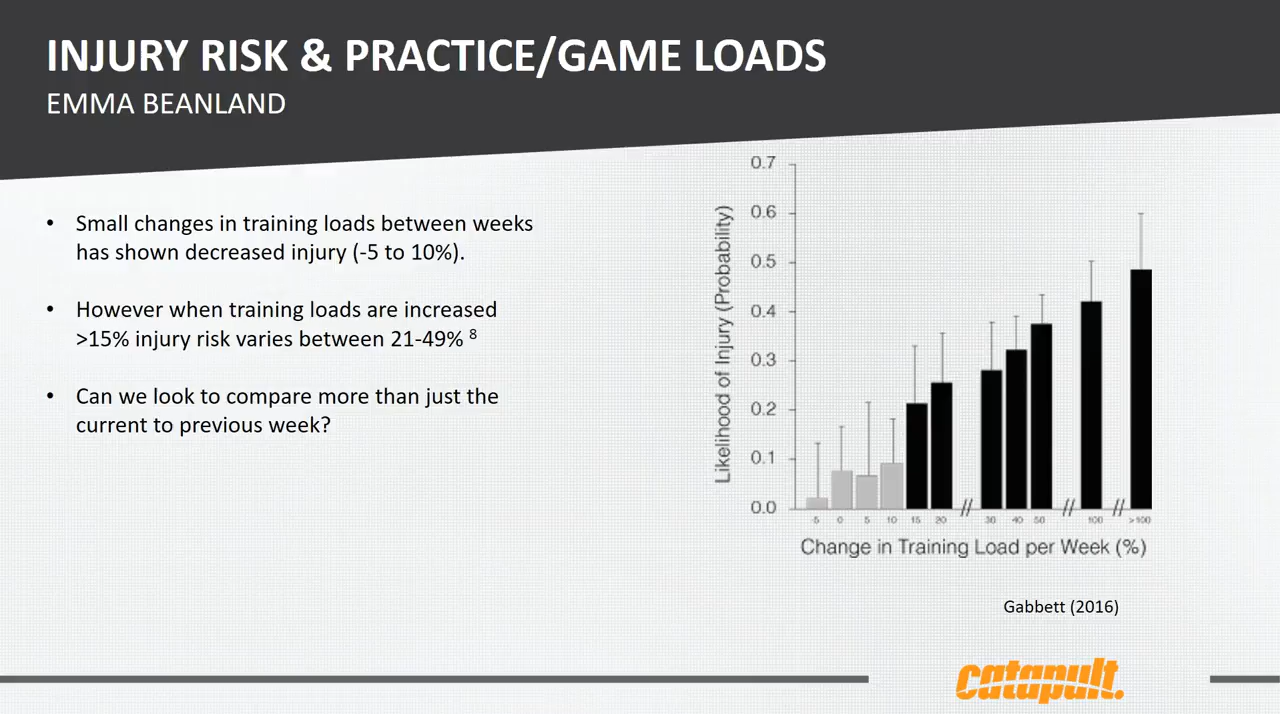 INJURY RISK & PRACTICE/GAME LOADS
EMMA BEANLAND
• Small changes in training loads between weeks
has shown decreased injury (-5 to 10%).
• However when training loads are increased
>15% injury risk varies between 21-49% ⁸
• Can we look to compare more than just the
current to previous week?
Likelihood of Injury (Probability)
0.7
0.6
0.5
0.4
0.3
0.2
0.1
0.0
-5 0 5 10 15 20 // 30 40 50 // 100 // >100
Change in Training Load per Week (%)
Gabbett (2016)
catapult.